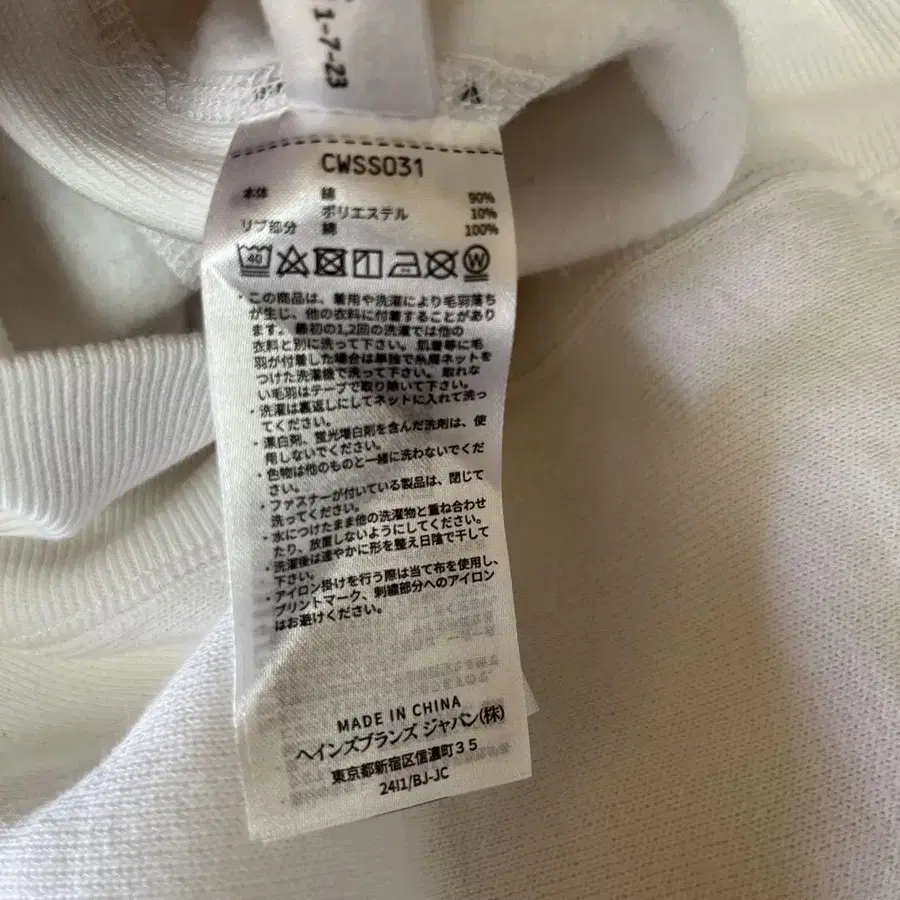 1-7-23
CWSS031
本体 綿 90%
ポリエステル 10%
リブ部分 綿 100%
40
W
・この商品は、着用や洗濯により毛羽落ち
が生じ、他の衣料に付着することがあり
ます。最初の1,2回の洗濯では他の
衣料と別に洗って下さい。肌着等に毛
羽が付着した場合は単独で糸屑ネットを
つけた洗濯機で洗って下さい。取れな
い毛羽はテープで取り除いて下さい。
・洗濯は裏返しにしてネットに入れて洗っ
てください。
・漂白剤、蛍光増白剤を含んだ洗剤は、使
用しないでください。
・色物は他のものと一緒に洗わないでくだ
さい。
・ファスナーが付いている製品は、閉じて
洗ってください。
・水につけたまま他の洗濯物と重ね合わせ
たり、放置しないようにしてください。
・洗濯後は速やかに形を整え日陰で干して
下さい。
・アイロン掛けを行う際は当て布を使用し、
プリントマーク、刺繍部分へのアイロン
はお避けください。
MADE IN CHINA
ヘインズブランズ ジャパン(株)
東京都新宿区信濃町35
24I1/BJ-JC